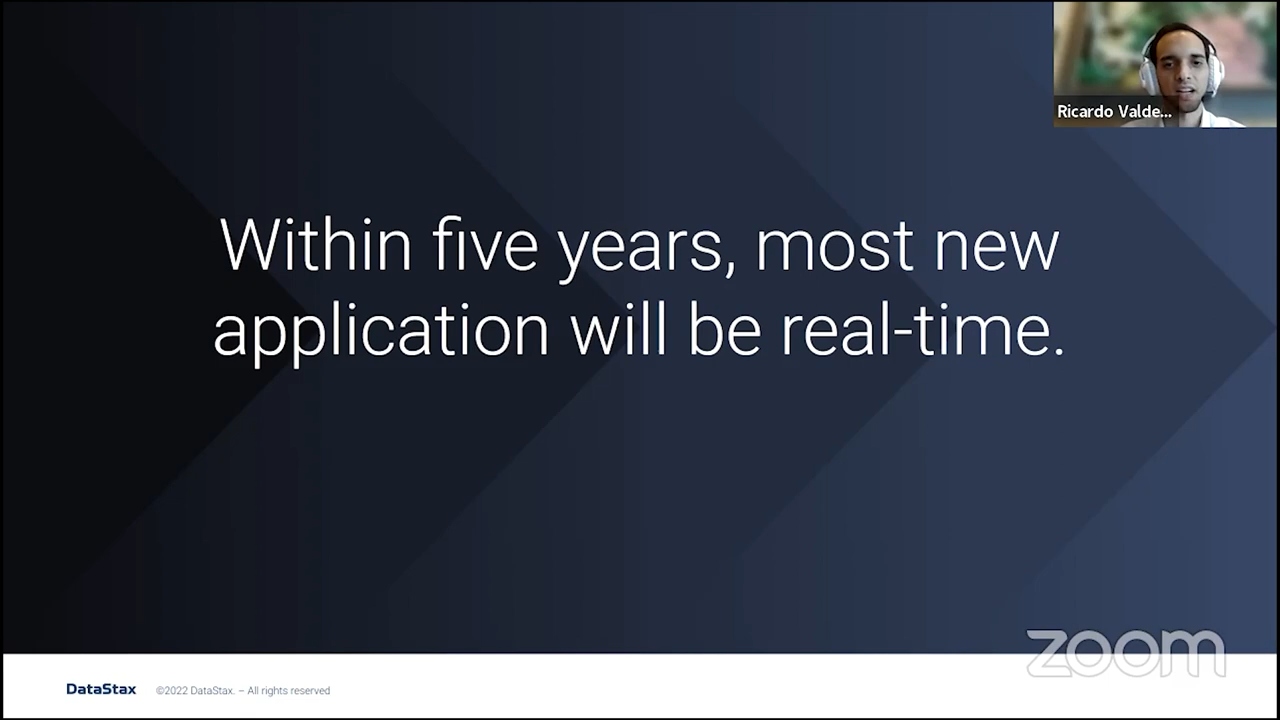 Ricardo Valde...
Within five years, most new
application will be real-time.
zoom
DataStax ©2022 DataStax. – All rights reserved